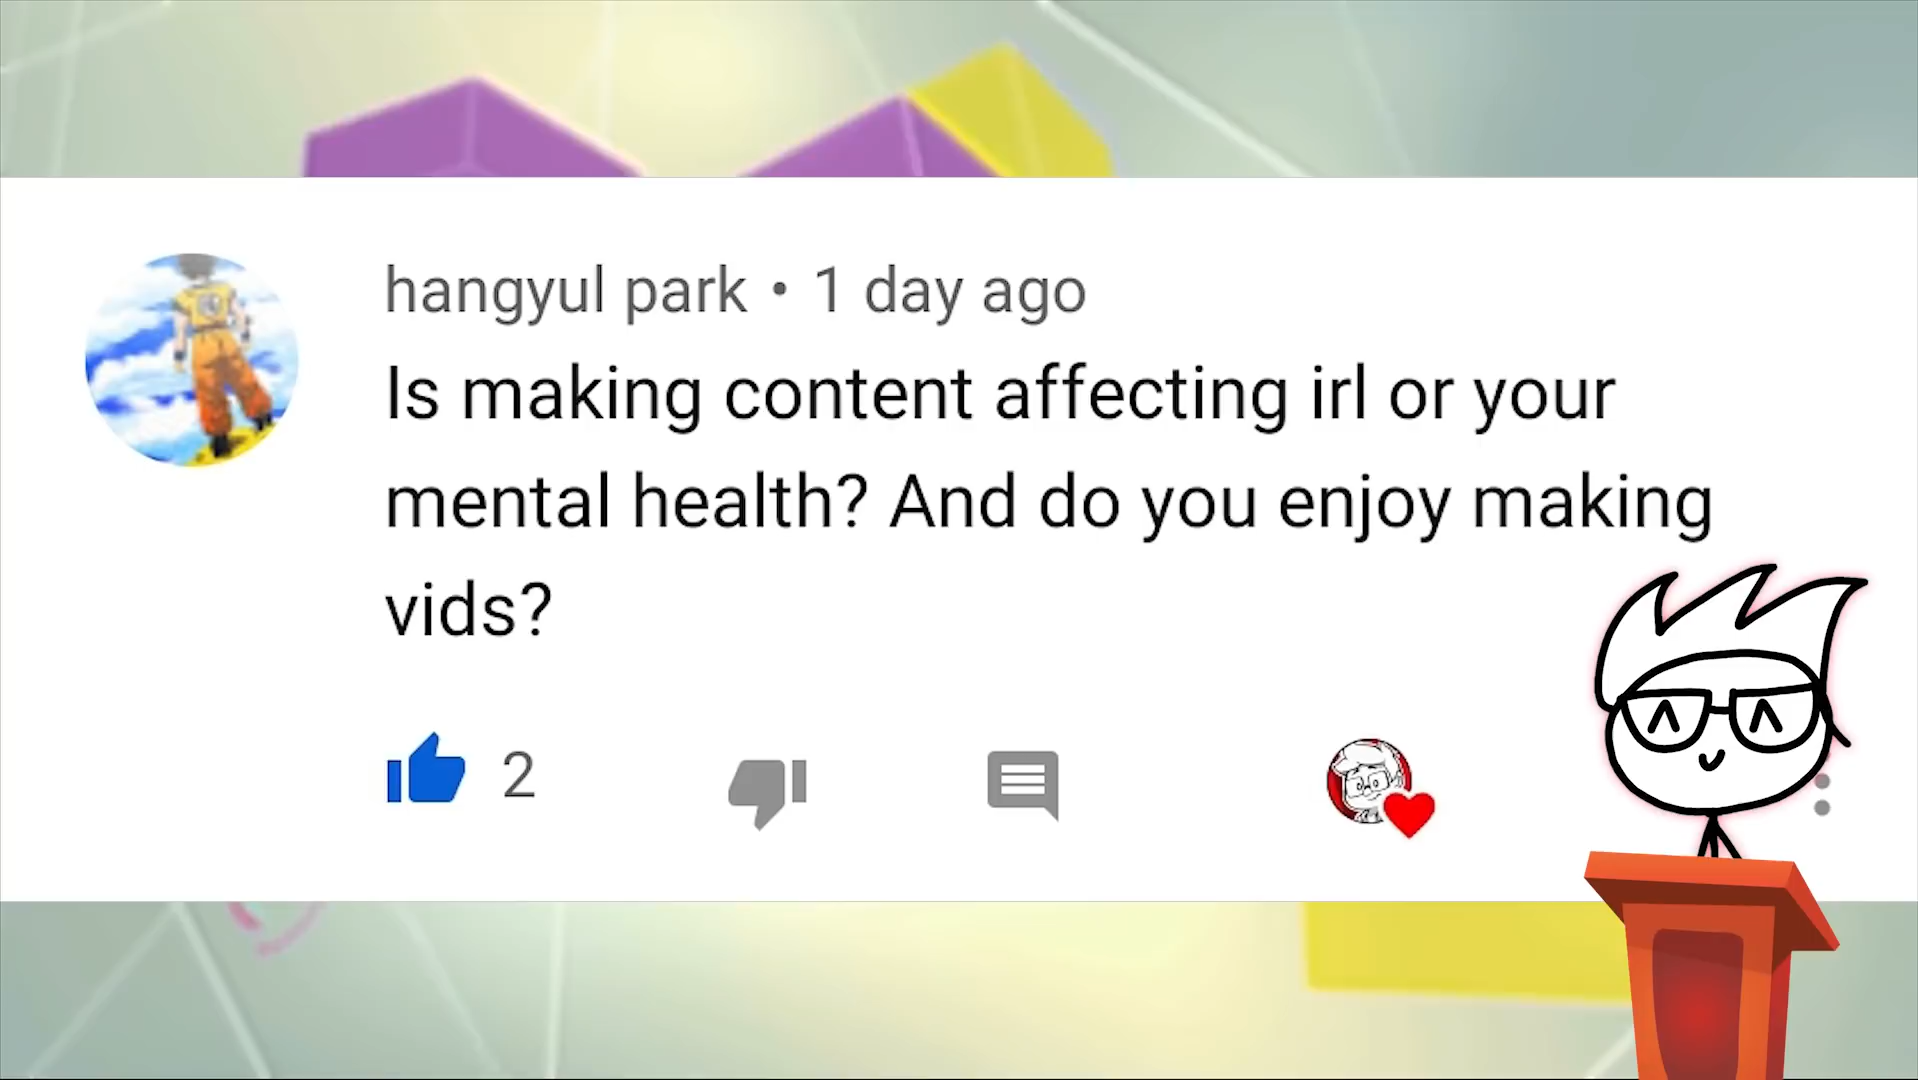 hangyul park • 1 day ago
Is making content affecting irl or your
mental health? And do you enjoy making
vids?
2